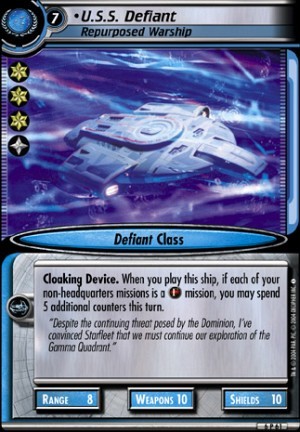 7 •U.S.S. Defiant
Repurposed Warship
Defiant Class
Cloaking Device. When you play this ship, if each of your
non-headquarters missions is a mission, you may spend
5 additional counters this turn.
"Despite the continuing threat posed by the Dominion, I've
convinced Starfleet that we must continue our exploration of
the Gamma Quadrant."
RANGE 8 WEAPONS 10 SHIELDS 10